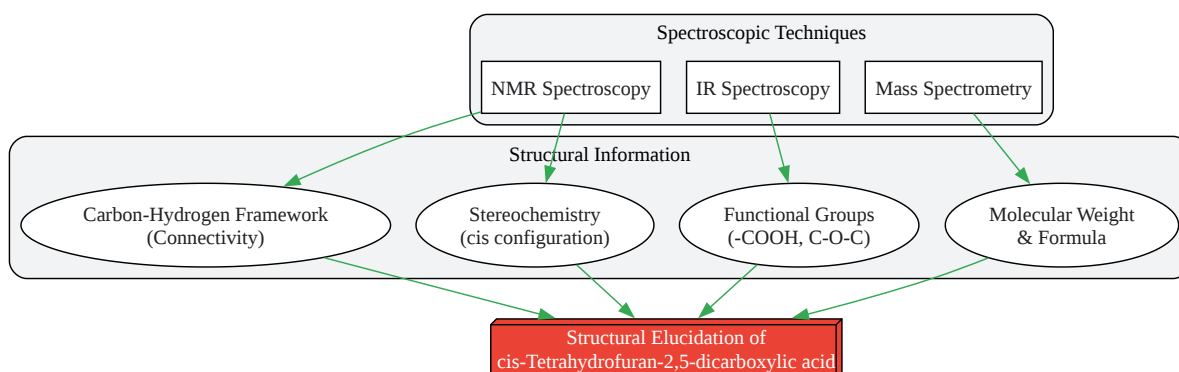 Spectroscopic Techniques
NMR Spectroscopy
IR Spectroscopy
Mass Spectrometry
Structural Information
Carbon-Hydrogen Framework
(Connectivity)
Stereochemistry
(cis configuration)
Functional Groups
(-COOH, C-O-C)
Molecular Weight
& Formula
Structural Elucidation of
cis-Tetrahydrofuran-2,5-dicarboxylic acid